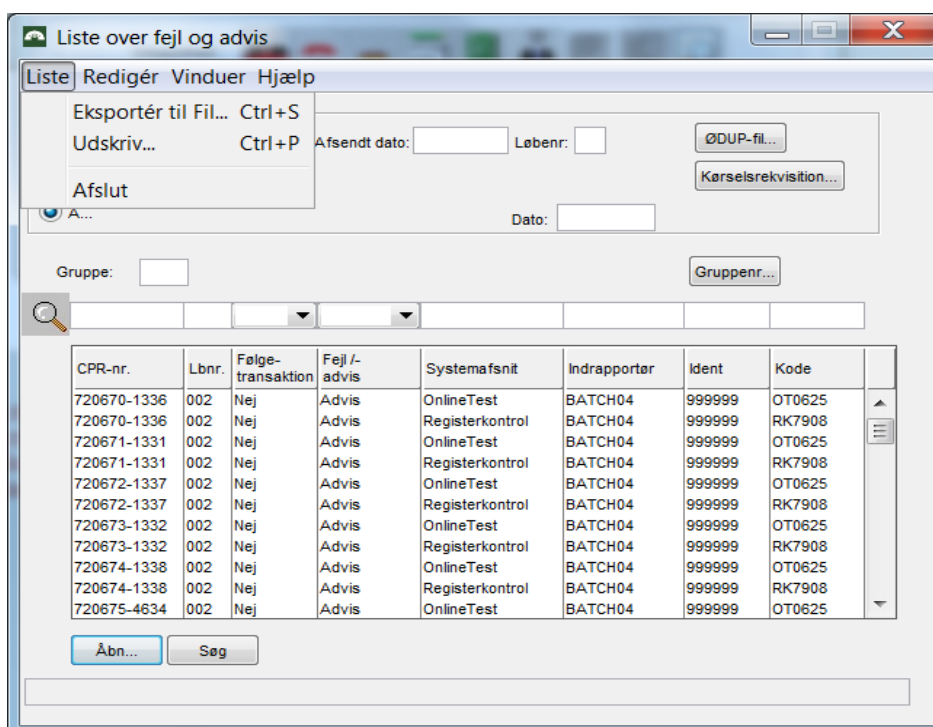 Liste over fejl og advis
Liste Redigér Vinduer Hjælp
Eksportér til Fil... Ctrl+S
Udskriv... Ctrl+P
Afslut
Afsendt dato: Løbenr: ØDUP-fil...
Kørselsrekvisition...
A... Dato:
Gruppe: Gruppenr...
CPR-nr. Lbnr. Følge-transaktion Fejl /-advis Systemafsnit Indrapportør Ident Kode
720670-1336 002 Nej Advis OnlineTest BATCH04 999999 OT0625
720670-1336 002 Nej Advis Registerkontrol BATCH04 999999 RK7908
720671-1331 002 Nej Advis OnlineTest BATCH04 999999 OT0625
720671-1331 002 Nej Advis Registerkontrol BATCH04 999999 RK7908
720672-1337 002 Nej Advis OnlineTest BATCH04 999999 OT0625
720672-1337 002 Nej Advis Registerkontrol BATCH04 999999 RK7908
720673-1332 002 Nej Advis OnlineTest BATCH04 999999 OT0625
720673-1332 002 Nej Advis Registerkontrol BATCH04 999999 RK7908
720674-1338 002 Nej Advis OnlineTest BATCH04 999999 OT0625
720674-1338 002 Nej Advis Registerkontrol BATCH04 999999 RK7908
720675-4634 002 Nej Advis OnlineTest BATCH04 999999 OT0625
Åbn... Søg